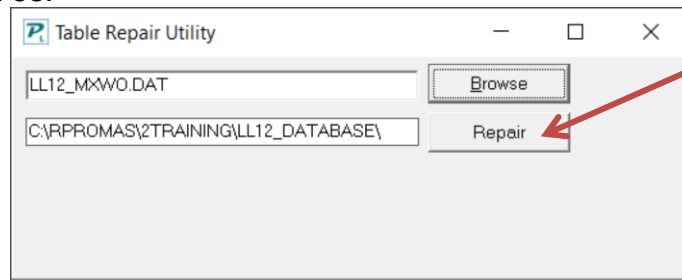 Table Repair Utility
LL12_MXWO.DAT
Browse
C:\RPROMAS\2TRAINING\LL12_DATABASE\
Repair